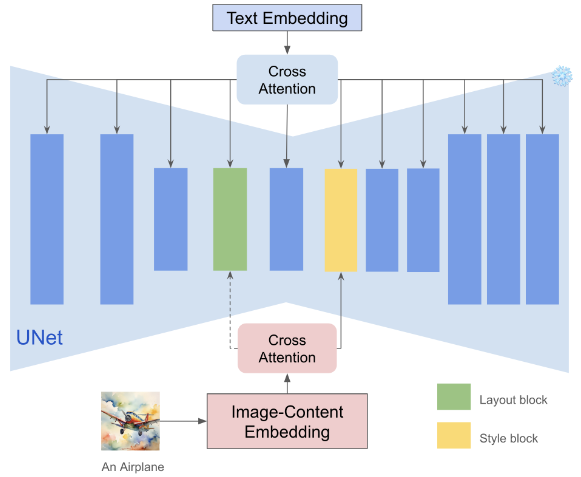 Text Embedding
Cross
Attention
UNet
Cross
Attention
Image-Content
Embedding
An Airplane
Layout block
Style block